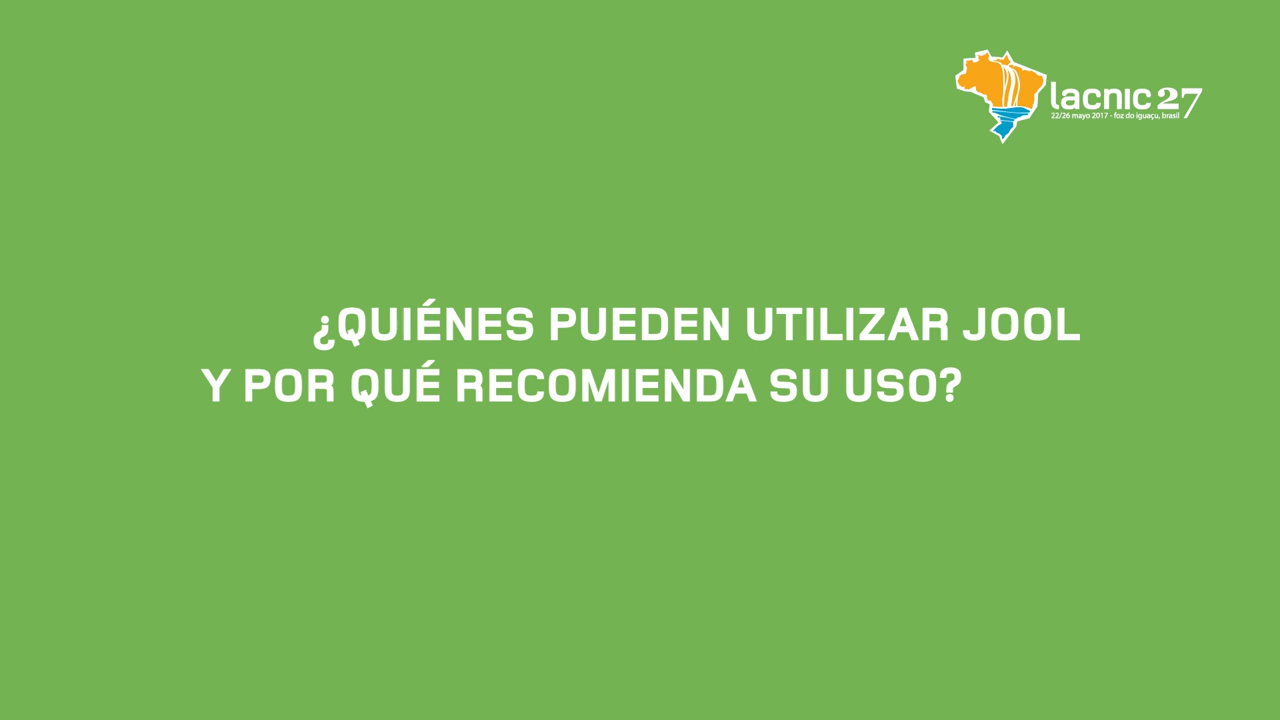 lacnic 27
22/26 mayo 2017 - foz do iguaçu, brasil
¿QUIÉNES PUEDEN UTILIZAR JOOL
Y POR QUÉ RECOMIENDA SU USO?